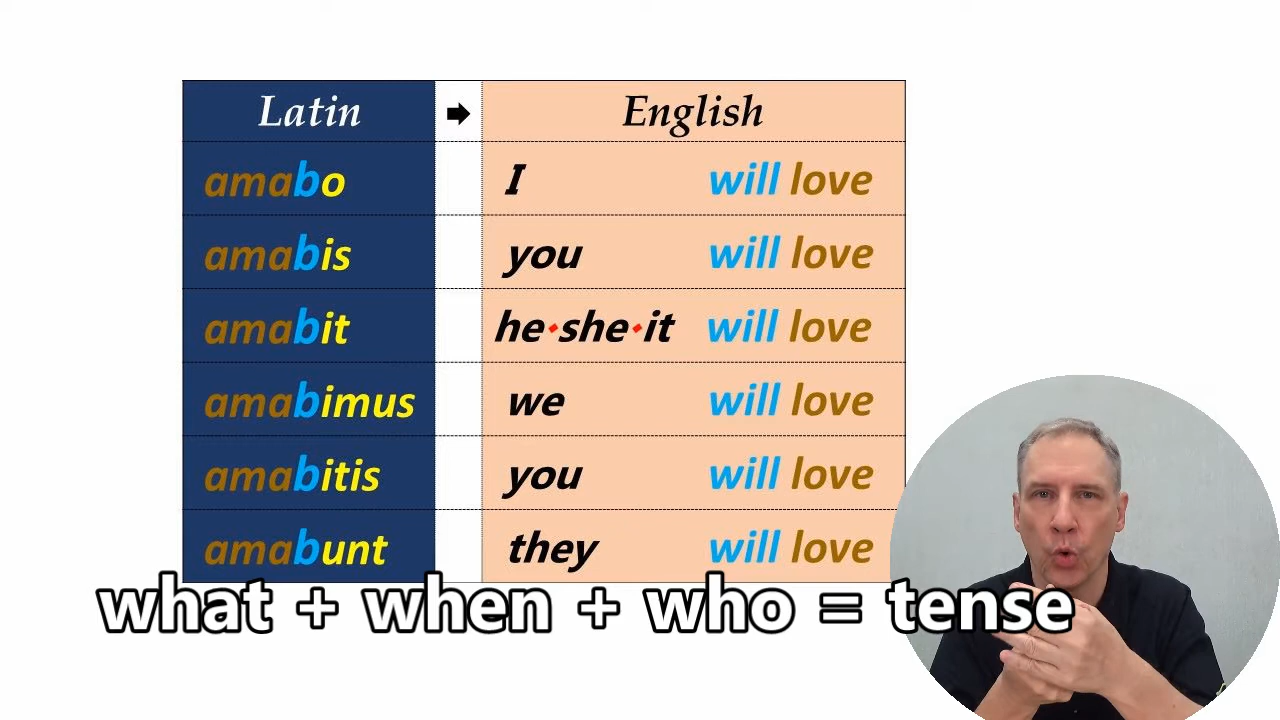 Latin → English
amabo I will love
amabis you will love
amabit he·she·it will love
amabimus we will love
amabitis you will love
amabunt they will love
what + when + who = tense